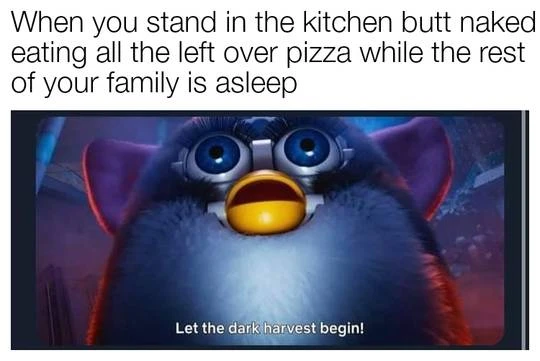 When you stand in the kitchen butt naked
eating all the left over pizza while the rest
of your family is asleep
Let the dark harvest begin!